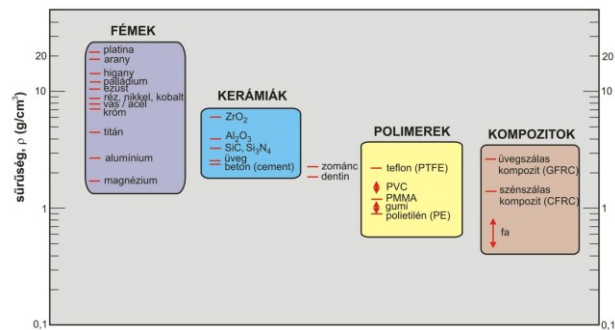 sűrűség, ρ (g/cm³)
20
10
1
0,1
FÉMEK
platina
arany
higany
palládium
ezüst
réz, nikkel, kobalt
vas / acél
króm
titán
alumínium
magnézium
KERÁMIÁK
ZrO₂
Al₂O₃
SiC, Si₃N₄
üveg
beton (cement)
zománc
dentin
POLIMEREK
teflon (PTFE)
PVC
PMMA
gumi
polietilén (PE)
KOMPOZITOK
üvegszálas
kompozit (GFRC)
szénszálas
kompozit (CFRC)
fa
20
10
1
0,1